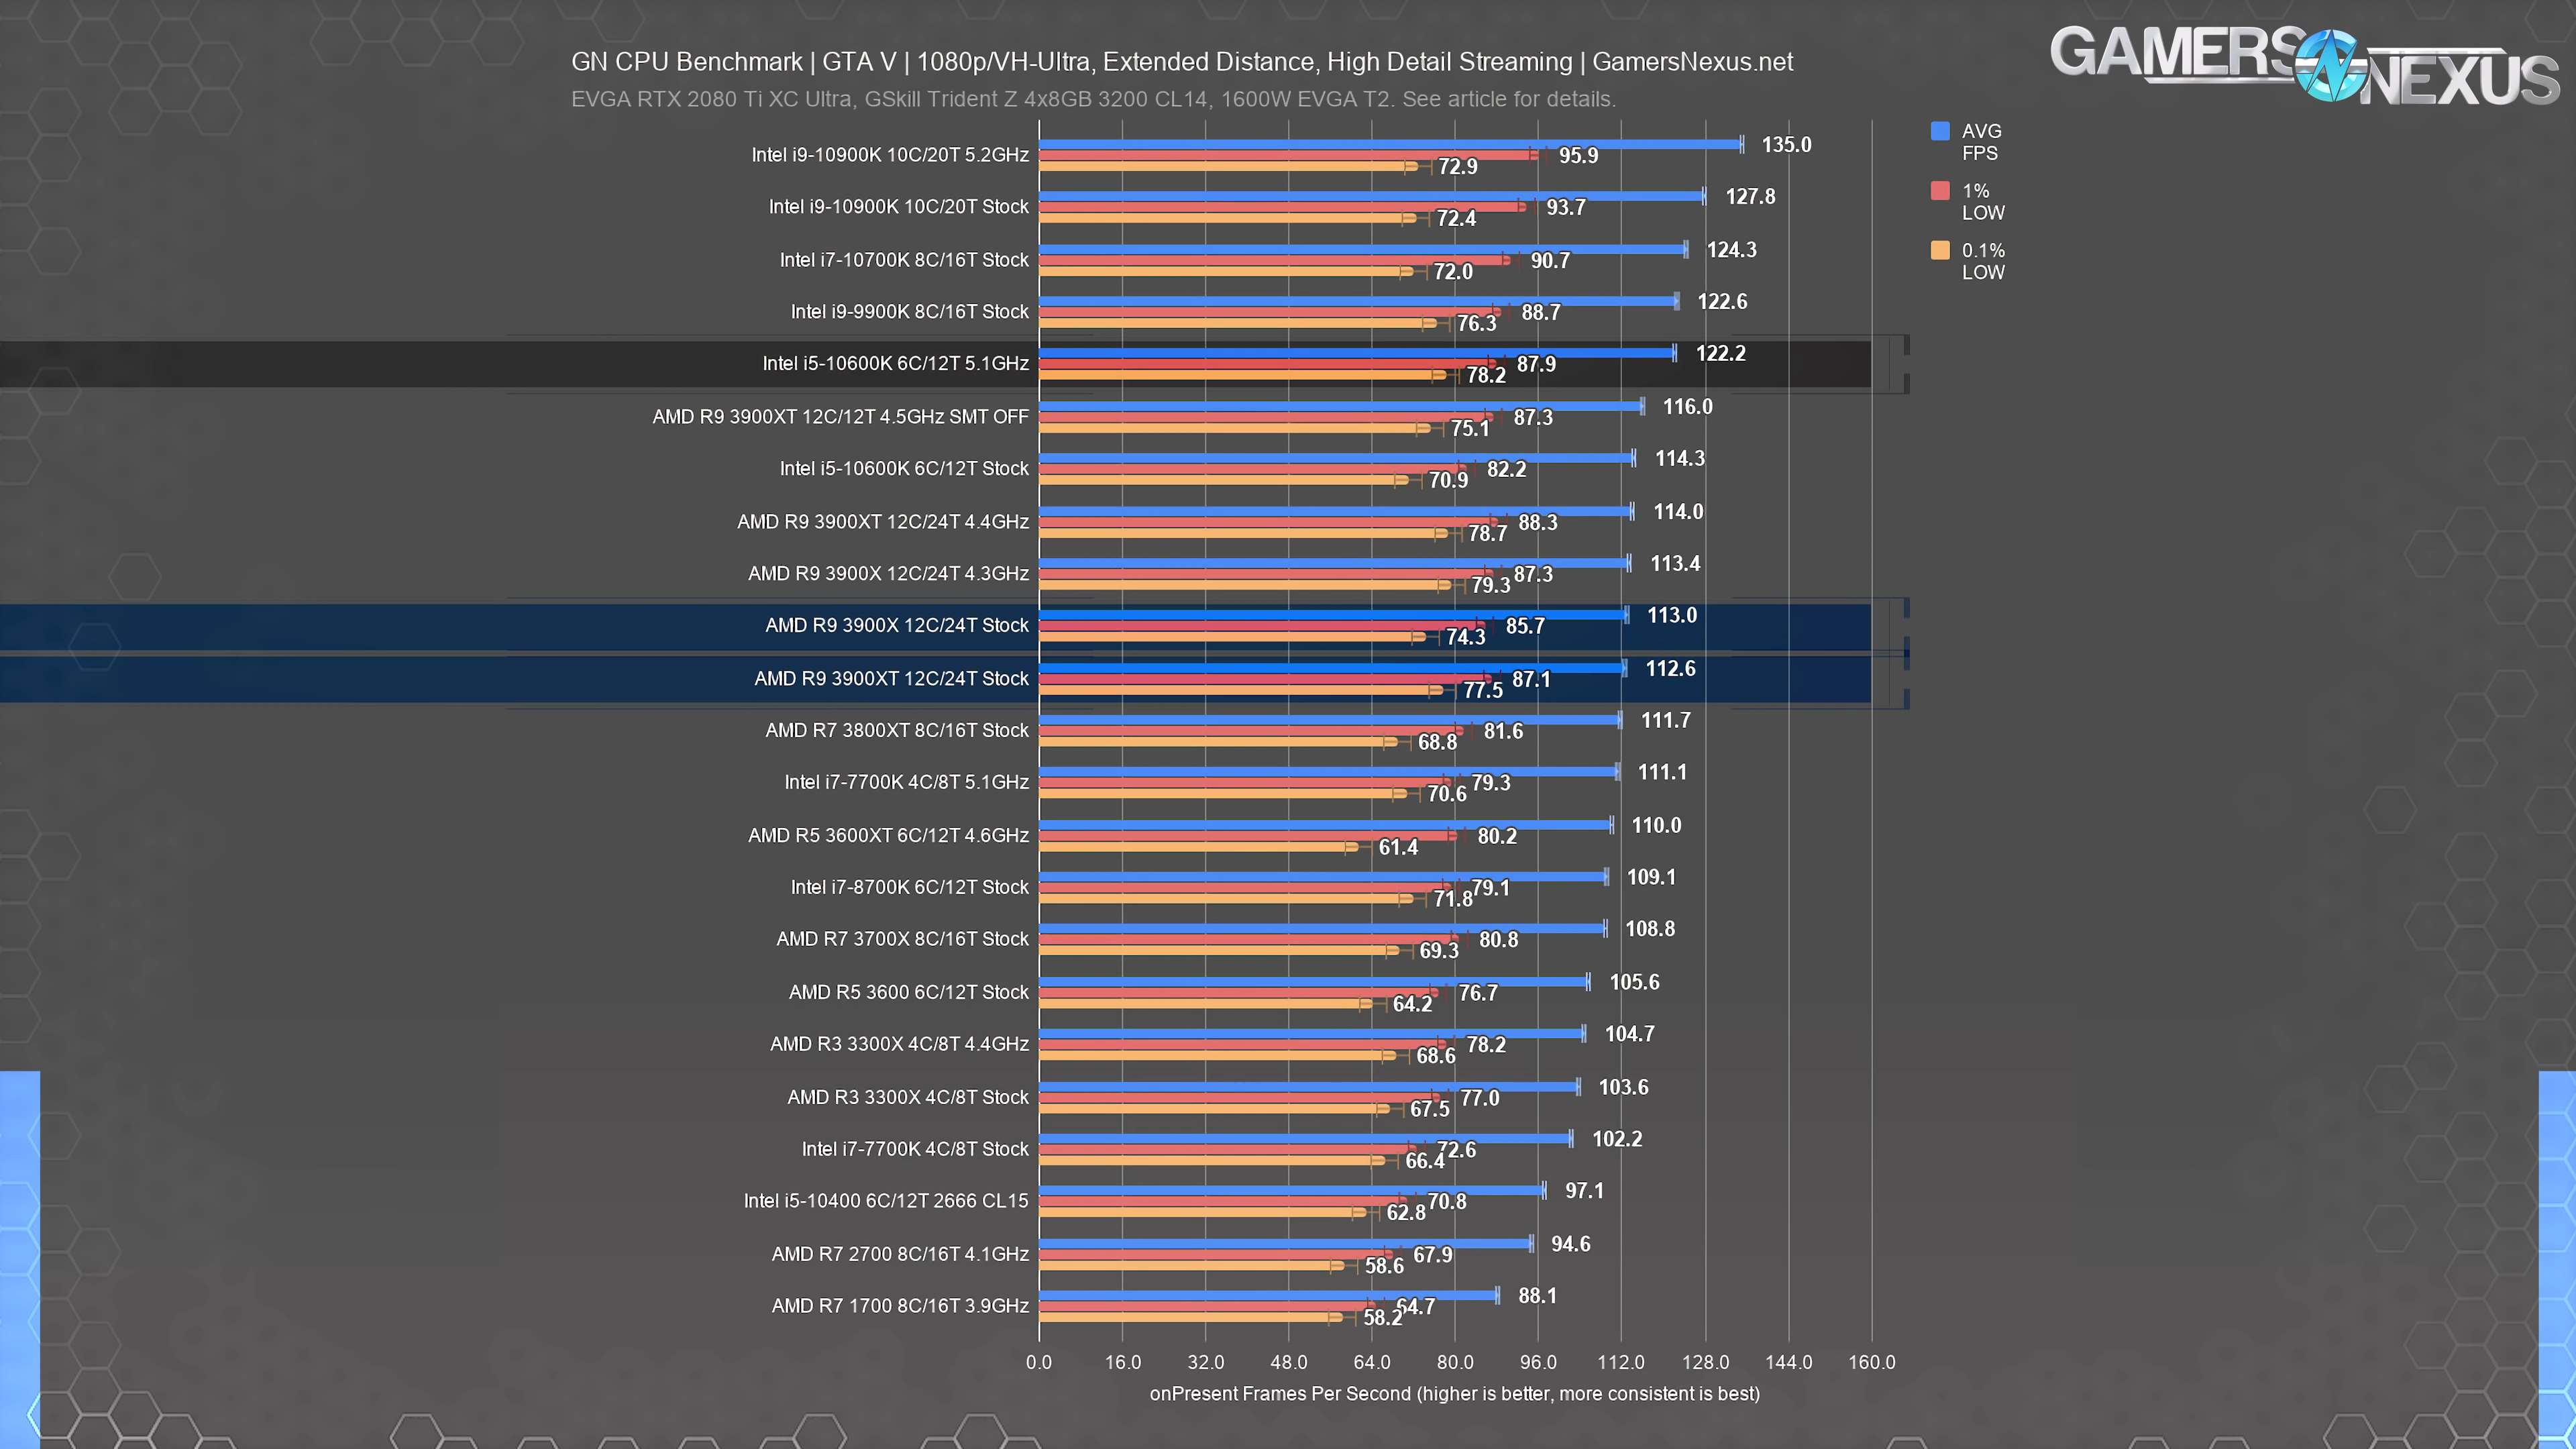 GAMERS NEXUS
GN CPU Benchmark | GTA V | 1080p/VH-Ultra, Extended Distance, High Detail Streaming | GamersNexus.net
EVGA RTX 2080 Ti XC Ultra, GSkill Trident Z 4x8GB 3200 CL14, 1600W EVGA T2. See article for details.
AVG
FPS
1%
LOW
0.1%
LOW
Intel i9-10900K 10C/20T 5.2GHz
135.0
95.9
72.9
Intel i9-10900K 10C/20T Stock
127.8
93.7
72.4
Intel i7-10700K 8C/16T Stock
124.3
90.7
72.0
Intel i9-9900K 8C/16T Stock
122.6
88.7
76.3
Intel i5-10600K 6C/12T 5.1GHz
122.2
87.9
78.2
AMD R9 3900XT 12C/12T 4.5GHz SMT OFF
116.0
87.3
75.1
Intel i5-10600K 6C/12T Stock
114.3
82.2
70.9
AMD R9 3900XT 12C/24T 4.4GHz
114.0
88.3
78.7
AMD R9 3900X 12C/24T 4.3GHz
113.4
87.3
79.3
AMD R9 3900X 12C/24T Stock
113.0
85.7
74.3
AMD R9 3900XT 12C/24T Stock
112.6
87.1
77.5
AMD R7 3800XT 8C/16T Stock
111.7
81.6
68.8
Intel i7-7700K 4C/8T 5.1GHz
111.1
79.3
70.6
AMD R5 3600XT 6C/12T 4.6GHz
110.0
80.2
61.4
Intel i7-8700K 6C/12T Stock
109.1
79.1
71.8
AMD R7 3700X 8C/16T Stock
108.8
80.8
69.3
AMD R5 3600 6C/12T Stock
105.6
76.7
64.2
AMD R3 3300X 4C/8T 4.4GHz
104.7
78.2
68.6
AMD R3 3300X 4C/8T Stock
103.6
77.0
67.5
Intel i7-7700K 4C/8T Stock
102.2
72.6
66.4
Intel i5-10400 6C/12T 2666 CL15
97.1
70.8
62.8
AMD R7 2700 8C/16T 4.1GHz
94.6
67.9
58.6
AMD R7 1700 8C/16T 3.9GHz
88.1
64.7
58.2
0.0 16.0 32.0 48.0 64.0 80.0 96.0 112.0 128.0 144.0 160.0
onPresent Frames Per Second (higher is better, more consistent is best)